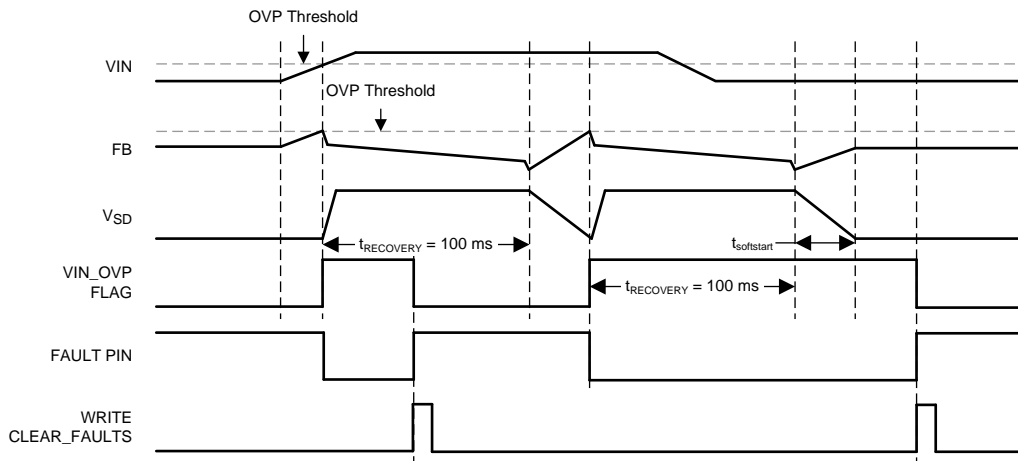 OVP Threshold
VIN
OVP Threshold
FB
VSD
tRECOVERY = 100 ms
tsoftstart
VIN_OVP
FLAG
tRECOVERY = 100 ms
FAULT PIN
WRITE
CLEAR_FAULTS